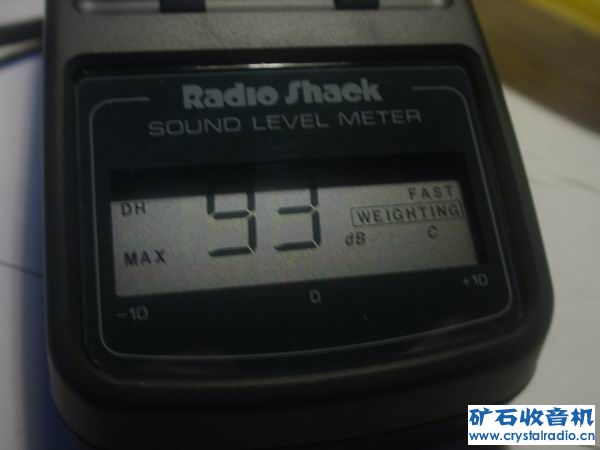 Radio Shack
SOUND LEVEL METER
DH 93 FAST
WEIGHTING
MAX dB C
-10 0 +10
矿石收音机
www.crystalradio.cn